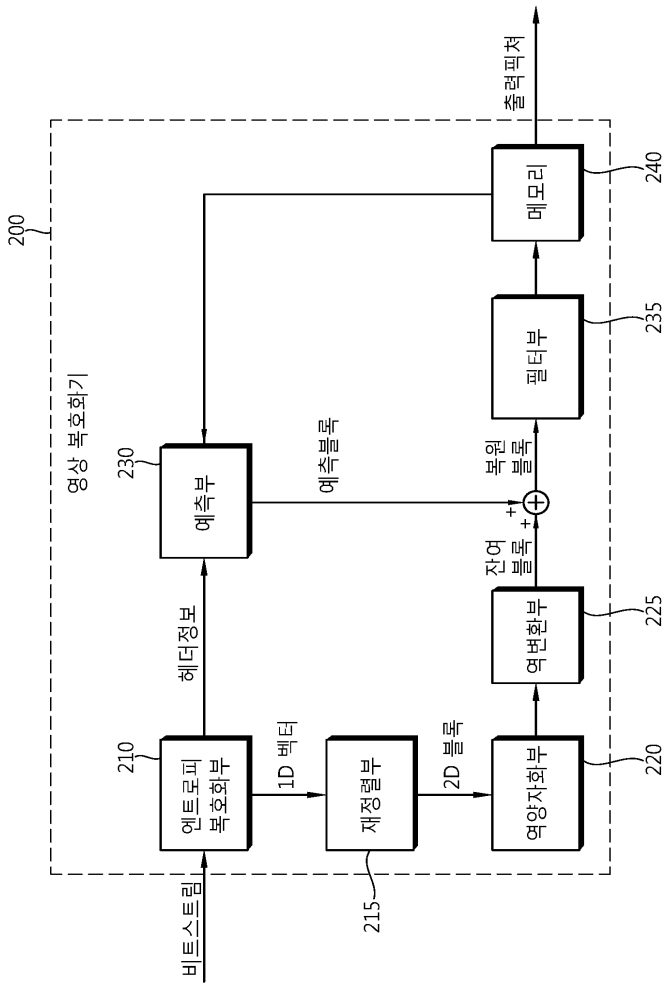 200
영상 복호화기
비트스트림
210
엔트로피
복호화부
헤더정보
230
예측부
1D 벡터
예측블록
215
재정렬부
2D 블록
220
역양자화부
225
역변환부
잔여
블록
+
+
복원
블록
235
필터부
240
메모리
출력픽쳐